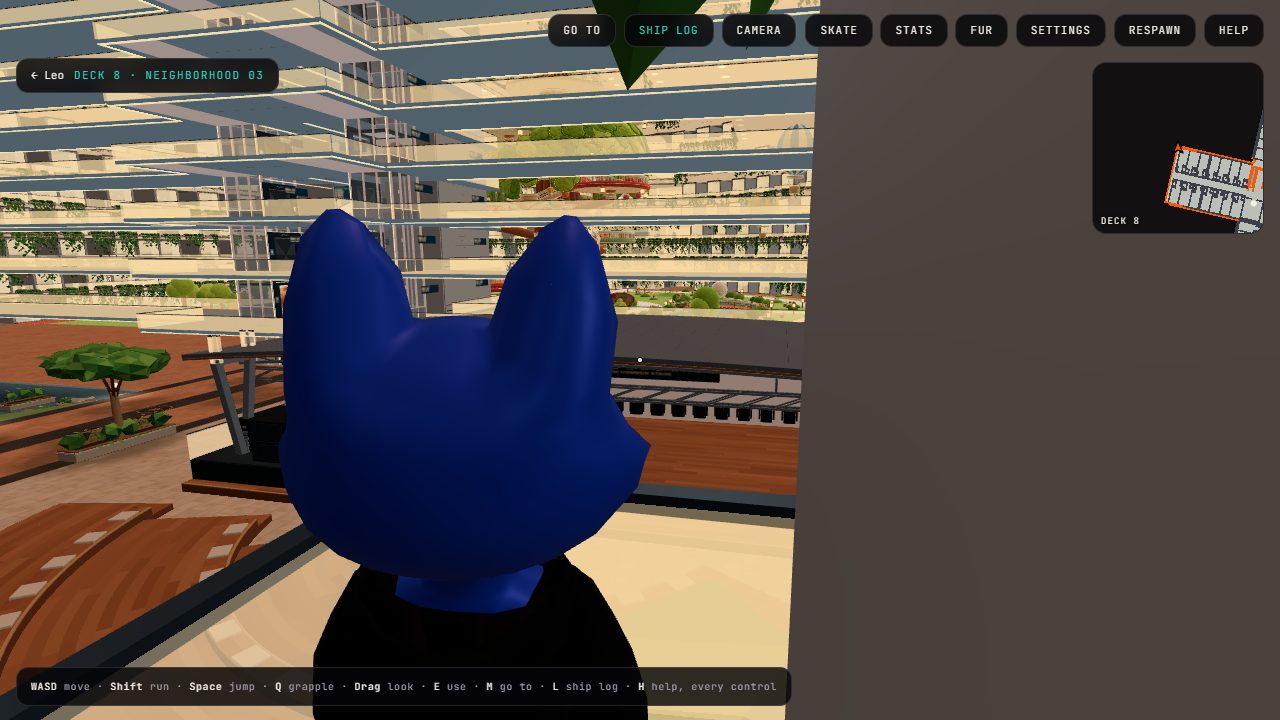 GO TO
SHIP LOG
CAMERA
SKATE
STATS
FUR
SETTINGS
RESPAWN
HELP
← Leo DECK 8 · NEIGHBORHOOD 03
DECK 8
WASD move · Shift run · Space jump · Q grapple · Drag look · E use · M go to · L ship log · H help, every control